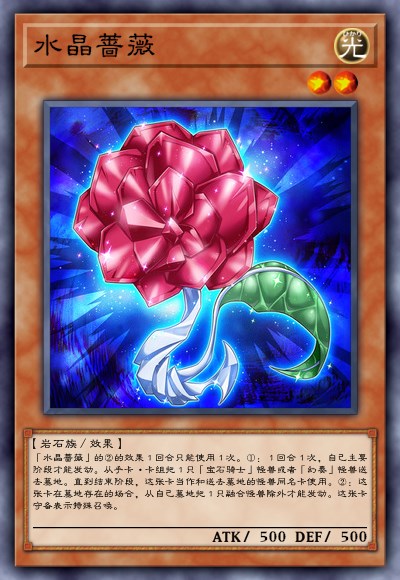 水晶蔷薇
光
【岩石族／效果】
「水晶蔷薇」的②的效果1回合只能使用1次。①：1回合1次，自己主要
阶段才能发动。从手卡·卡组把1只「宝石骑士」怪兽或者「幻奏」怪兽送
去墓地。直到结束阶段，这张卡当作和送去墓地的怪兽同名卡使用。②：这
张卡在墓地存在的场合，从自己墓地把1只融合怪兽除外才能发动。这张卡
守备表示特殊召唤。
ATK/ 500 DEF/ 500